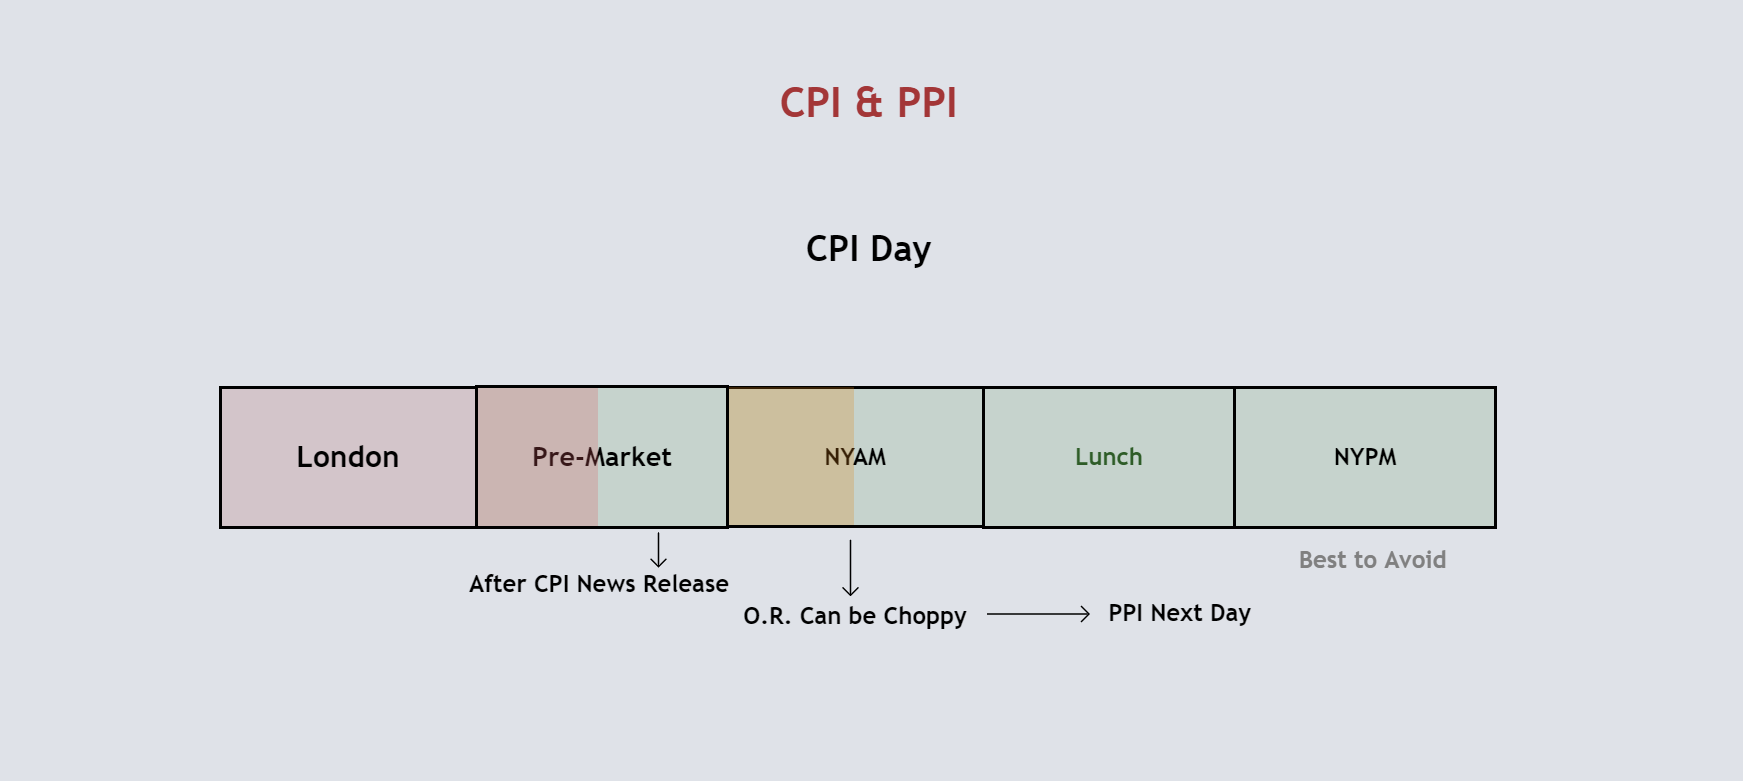 CPI & PPI
CPI Day
London
Pre-Market
NYAM
Lunch
NYPM
Best to Avoid
After CPI News Release
O.R. Can be Choppy
PPI Next Day